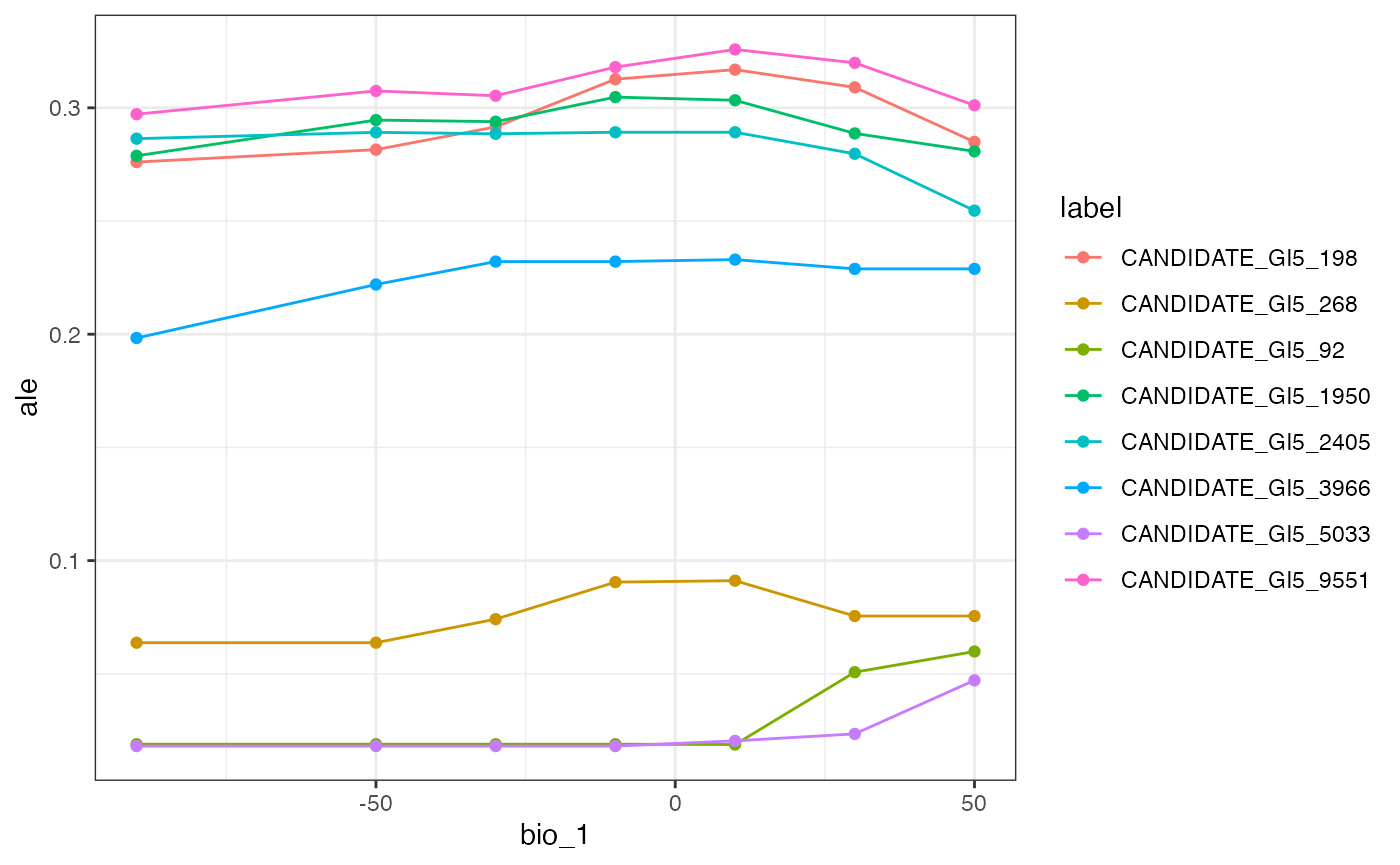 0.3
0.2
0.1
ale
-50
0
50
bio_1
label
CANDIDATE_GI5_198
CANDIDATE_GI5_268
CANDIDATE_GI5_92
CANDIDATE_GI5_1950
CANDIDATE_GI5_2405
CANDIDATE_GI5_3966
CANDIDATE_GI5_5033
CANDIDATE_GI5_9551